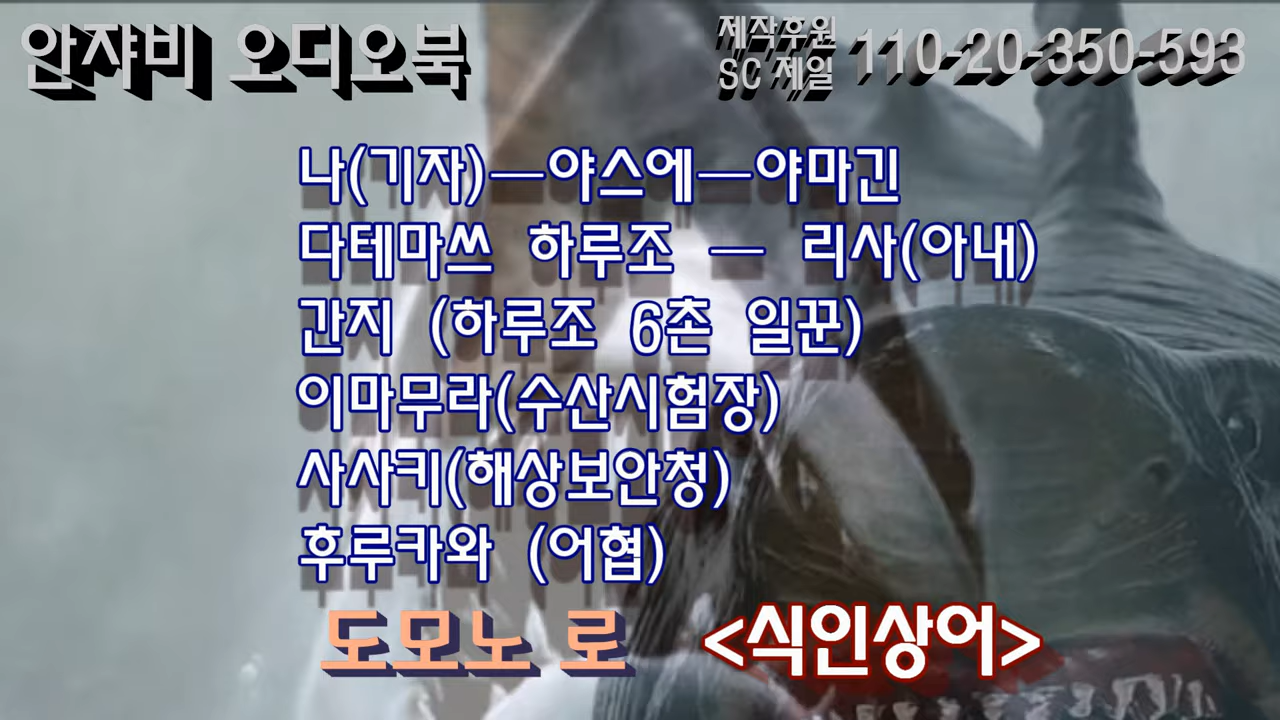 안쟈비 오디오북
제작후원
SC 제일
110-20-350-593
나(기자)―야스에―야마긴
다테마쓰 하루조 ― 리사(아내)
간지 (하루조 6촌 일꾼)
이마무라(수산시험장)
사사키(해상보안청)
후루카와 (어협)
도모노 로 <식인상어>